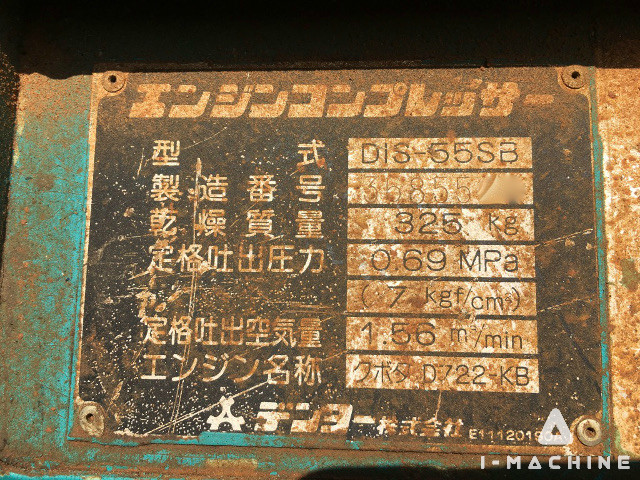 エンジンコンプレッサー
型式 DIS-55SB
製造番号
乾燥質量 325 Kg
定格吐出圧力 0.69 MPa
(7 kgf/cm²)
定格吐出空気量 1.56 m³/min
エンジン名称 クボタ D722-KB
デンヨー株式会社
I-MACHINE